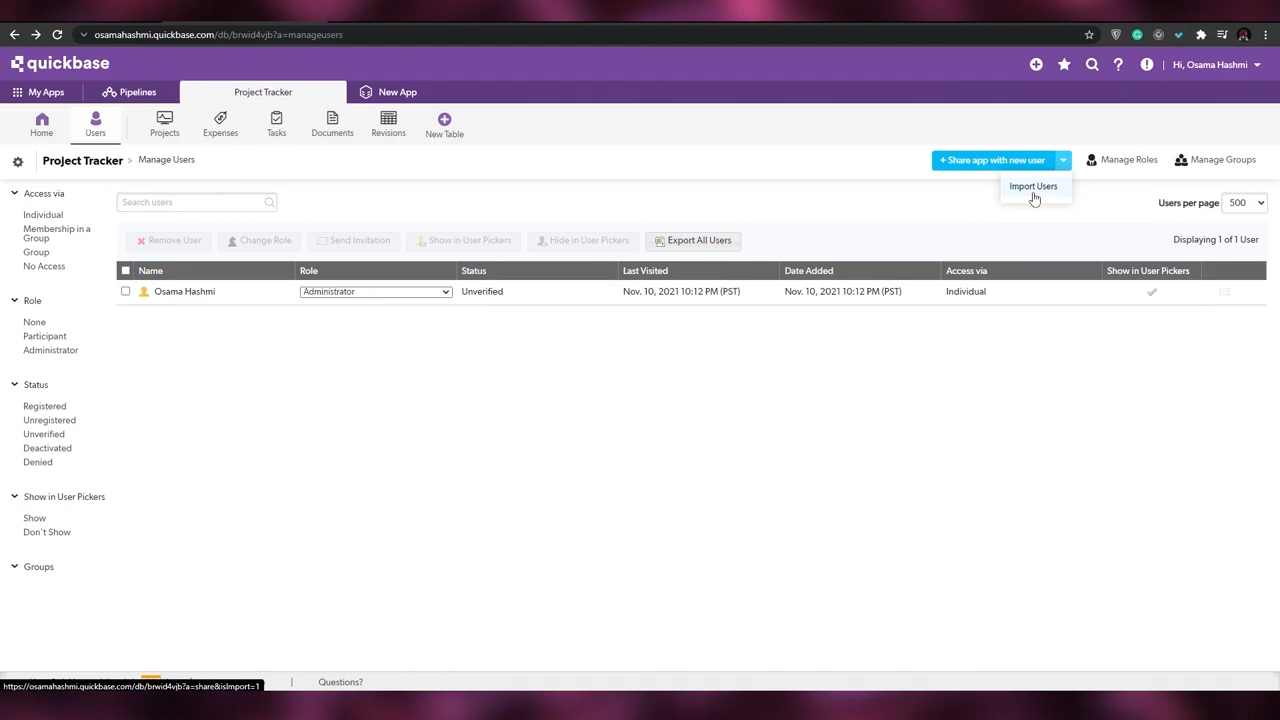 osamahashmi.quickbase.com/db/brwid4vjb?a=manageusers
quickbase
Hi, Osama Hashmi
My Apps
Pipelines
Project Tracker
New App
Home
Users
Projects
Expenses
Tasks
Documents
Revisions
New Table
Project Tracker > Manage Users
+ Share app with new user
Manage Roles
Manage Groups
Import Users
Access via
Individual
Membership in a
Group
Group
No Access
Role
None
Participant
Administrator
Status
Registered
Unregistered
Unverified
Deactivated
Denied
Show in User Pickers
Show
Don't Show
Groups
Search users
Users per page 500
Remove User
Change Role
Send Invitation
Show in User Pickers
Hide in User Pickers
Export All Users
Displaying 1 of 1 User
Name Role Status Last Visited Date Added Access via Show in User Pickers
Osama Hashmi Administrator Unverified Nov. 10, 2021 10:12 PM (PST) Nov. 10, 2021 10:12 PM (PST) Individual
| Questions?
https://osamahashmi.quickbase.com/db/brwid4vjb?a=share&isImport=1